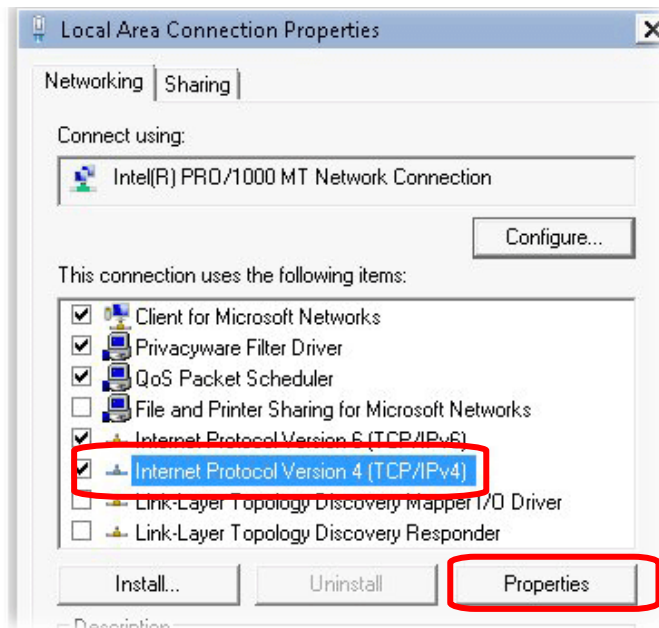 Local Area Connection Properties
Networking
Sharing
Connect using:
Intel(R) PRO/1000 MT Network Connection
Configure...
This connection uses the following items:
Client for Microsoft Networks
Privacyware Filter Driver
QoS Packet Scheduler
File and Printer Sharing for Microsoft Networks
Internet Protocol Version 6 (TCP/IPv6)
Internet Protocol Version 4 (TCP/IPv4)
Link-Layer Topology Discovery Mapper I/O Driver
Link-Layer Topology Discovery Responder
Install...
Uninstall
Properties
Description